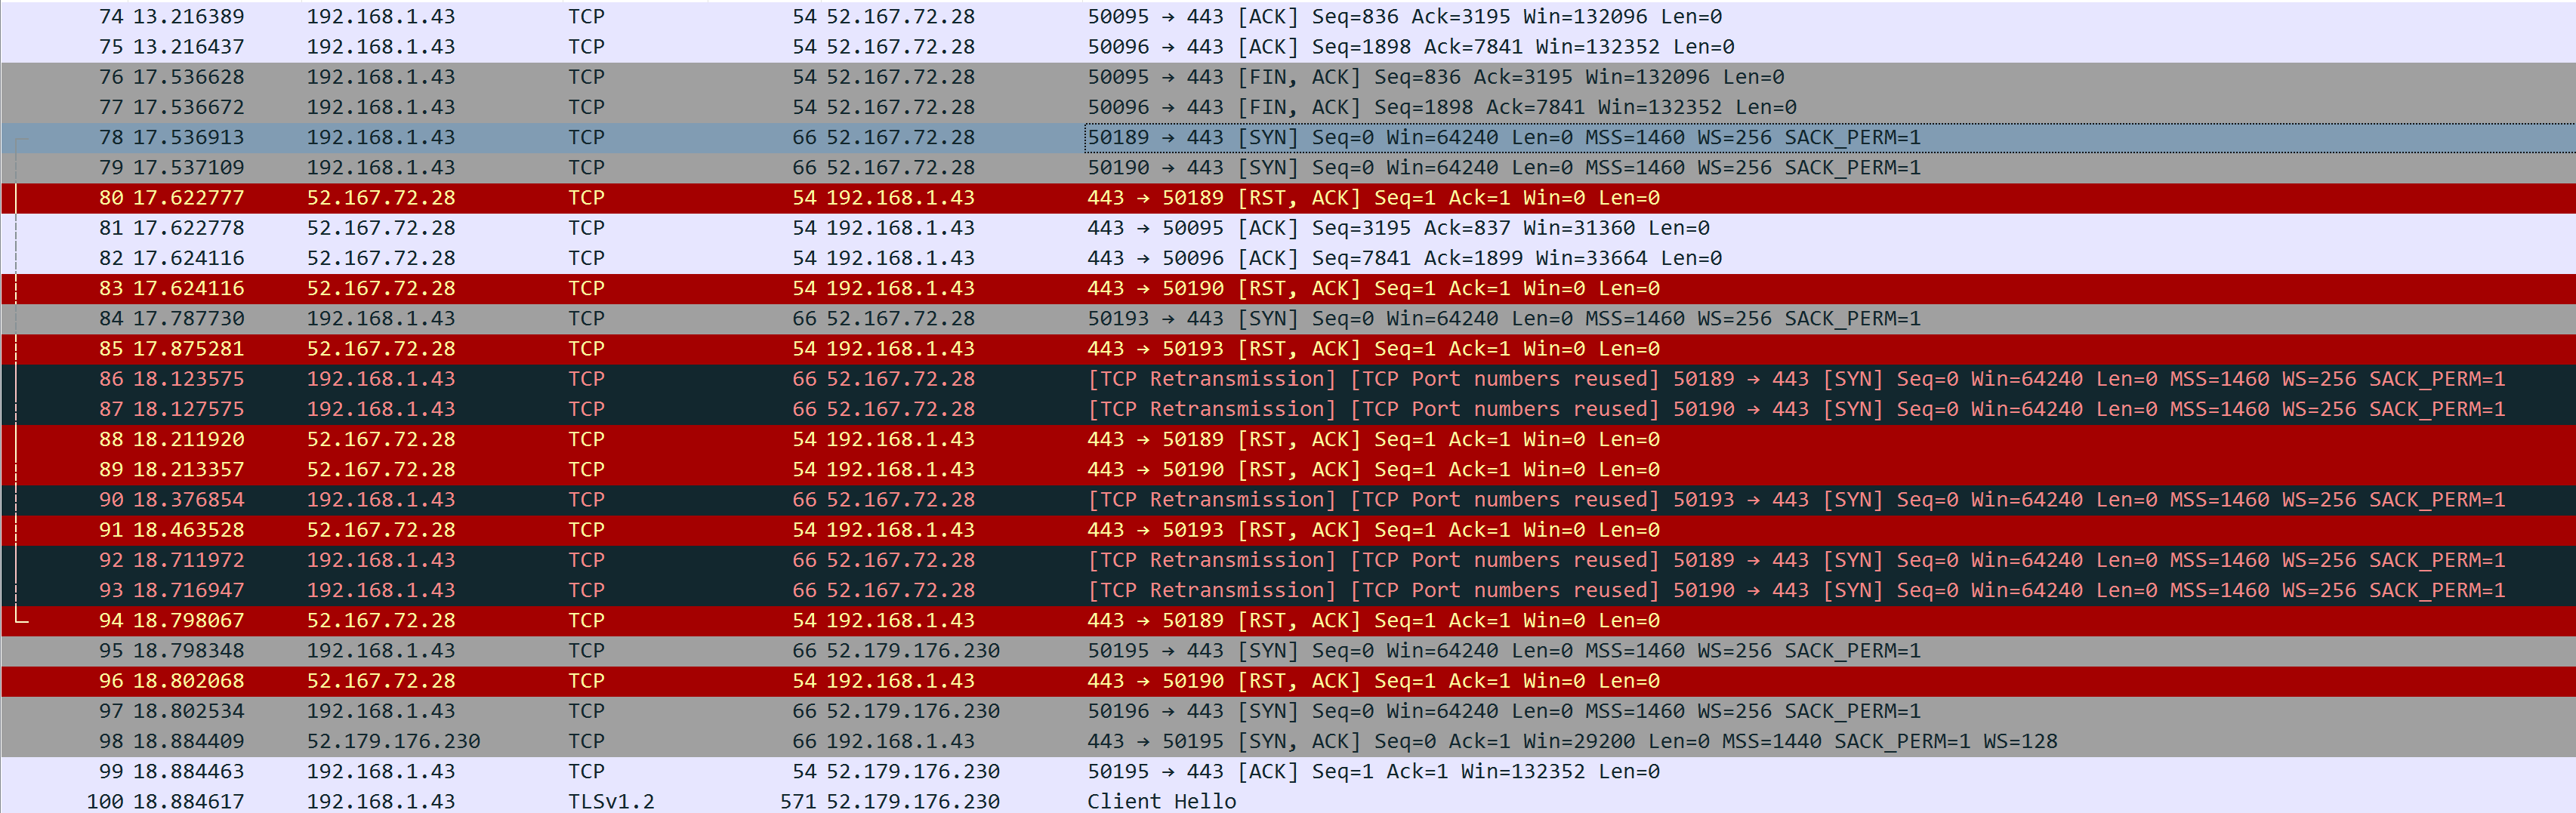 74 13.216389 192.168.1.43 TCP 54 52.167.72.28 50095 → 443 [ACK] Seq=836 Ack=3195 Win=132096 Len=0
75 13.216437 192.168.1.43 TCP 54 52.167.72.28 50096 → 443 [ACK] Seq=1898 Ack=7841 Win=132352 Len=0
76 17.536628 192.168.1.43 TCP 54 52.167.72.28 50095 → 443 [FIN, ACK] Seq=836 Ack=3195 Win=132096 Len=0
77 17.536672 192.168.1.43 TCP 54 52.167.72.28 50096 → 443 [FIN, ACK] Seq=1898 Ack=7841 Win=132352 Len=0
78 17.536913 192.168.1.43 TCP 66 52.167.72.28 50189 → 443 [SYN] Seq=0 Win=64240 Len=0 MSS=1460 WS=256 SACK_PERM=1
79 17.537109 192.168.1.43 TCP 66 52.167.72.28 50190 → 443 [SYN] Seq=0 Win=64240 Len=0 MSS=1460 WS=256 SACK_PERM=1
80 17.622777 52.167.72.28 TCP 54 192.168.1.43 443 → 50189 [RST, ACK] Seq=1 Ack=1 Win=0 Len=0
81 17.622778 52.167.72.28 TCP 54 192.168.1.43 443 → 50095 [ACK] Seq=3195 Ack=837 Win=31360 Len=0
82 17.624116 52.167.72.28 TCP 54 192.168.1.43 443 → 50096 [ACK] Seq=7841 Ack=1899 Win=33664 Len=0
83 17.624116 52.167.72.28 TCP 54 192.168.1.43 443 → 50190 [RST, ACK] Seq=1 Ack=1 Win=0 Len=0
84 17.787730 192.168.1.43 TCP 66 52.167.72.28 50193 → 443 [SYN] Seq=0 Win=64240 Len=0 MSS=1460 WS=256 SACK_PERM=1
85 17.875281 52.167.72.28 TCP 54 192.168.1.43 443 → 50193 [RST, ACK] Seq=1 Ack=1 Win=0 Len=0
86 18.123575 192.168.1.43 TCP 66 52.167.72.28 [TCP Retransmission] [TCP Port numbers reused] 50189 → 443 [SYN] Seq=0 Win=64240 Len=0 MSS=1460 WS=256 SACK_PERM=1
87 18.127575 192.168.1.43 TCP 66 52.167.72.28 [TCP Retransmission] [TCP Port numbers reused] 50190 → 443 [SYN] Seq=0 Win=64240 Len=0 MSS=1460 WS=256 SACK_PERM=1
88 18.211920 52.167.72.28 TCP 54 192.168.1.43 443 → 50189 [RST, ACK] Seq=1 Ack=1 Win=0 Len=0
89 18.213357 52.167.72.28 TCP 54 192.168.1.43 443 → 50190 [RST, ACK] Seq=1 Ack=1 Win=0 Len=0
90 18.376854 192.168.1.43 TCP 66 52.167.72.28 [TCP Retransmission] [TCP Port numbers reused] 50193 → 443 [SYN] Seq=0 Win=64240 Len=0 MSS=1460 WS=256 SACK_PERM=1
91 18.463528 52.167.72.28 TCP 54 192.168.1.43 443 → 50193 [RST, ACK] Seq=1 Ack=1 Win=0 Len=0
92 18.711972 192.168.1.43 TCP 66 52.167.72.28 [TCP Retransmission] [TCP Port numbers reused] 50189 → 443 [SYN] Seq=0 Win=64240 Len=0 MSS=1460 WS=256 SACK_PERM=1
93 18.716947 192.168.1.43 TCP 66 52.167.72.28 [TCP Retransmission] [TCP Port numbers reused] 50190 → 443 [SYN] Seq=0 Win=64240 Len=0 MSS=1460 WS=256 SACK_PERM=1
94 18.798067 52.167.72.28 TCP 54 192.168.1.43 443 → 50189 [RST, ACK] Seq=1 Ack=1 Win=0 Len=0
95 18.798348 192.168.1.43 TCP 66 52.179.176.230 50195 → 443 [SYN] Seq=0 Win=64240 Len=0 MSS=1460 WS=256 SACK_PERM=1
96 18.802068 52.167.72.28 TCP 54 192.168.1.43 443 → 50190 [RST, ACK] Seq=1 Ack=1 Win=0 Len=0
97 18.802534 192.168.1.43 TCP 66 52.179.176.230 50196 → 443 [SYN] Seq=0 Win=64240 Len=0 MSS=1460 WS=256 SACK_PERM=1
98 18.884409 52.179.176.230 TCP 66 192.168.1.43 443 → 50195 [SYN, ACK] Seq=0 Ack=1 Win=29200 Len=0 MSS=1440 SACK_PERM=1 WS=128
99 18.884463 192.168.1.43 TCP 54 52.179.176.230 50195 → 443 [ACK] Seq=1 Ack=1 Win=132352 Len=0
100 18.884617 192.168.1.43 TLSv1.2 571 52.179.176.230 Client Hello